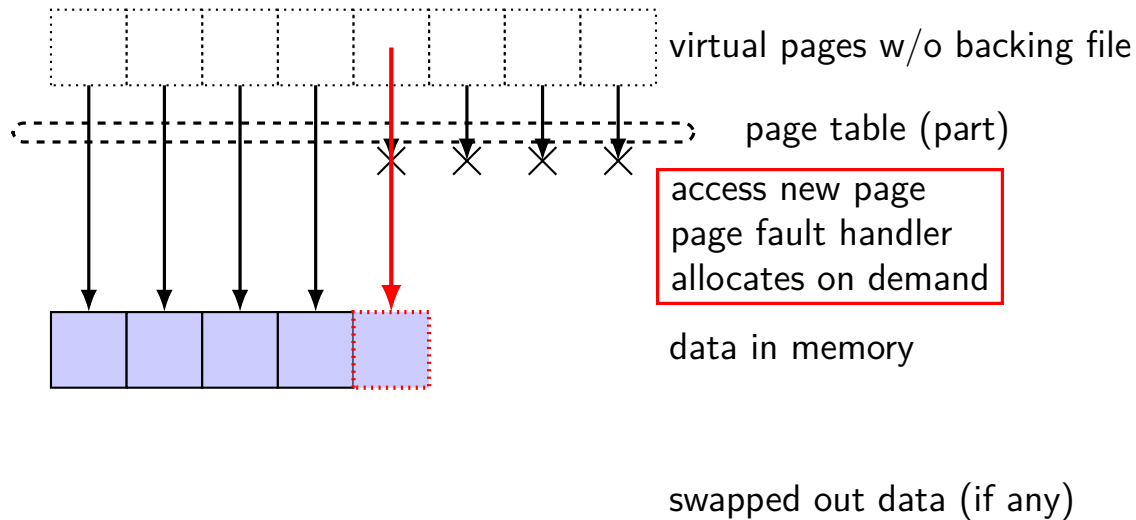 virtual pages w/o backing file
page table (part)
access new page
page fault handler
allocates on demand
data in memory
swapped out data (if any)